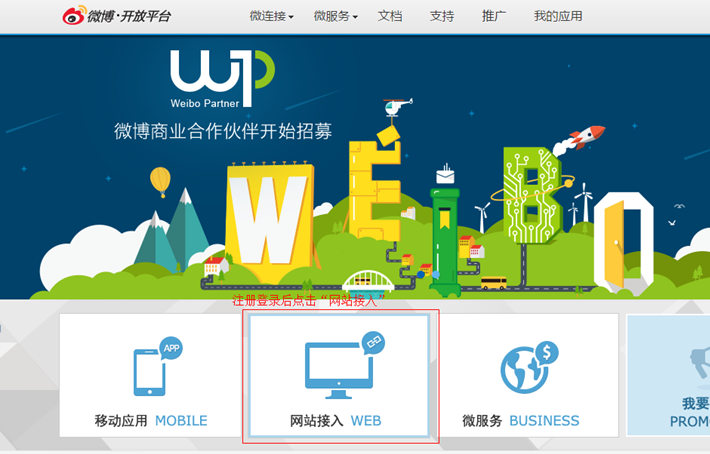 微博·开放平台 微连接 微服务 文档 支持 推广 我的应用
wp
Weibo Partner
微博商业合作伙伴开始招募
WEIBO
注册登录后点击“网站接入”
APP
$
移动应用 MOBILE
网站接入 WEB
微服务 BUSINESS
我要
PROM